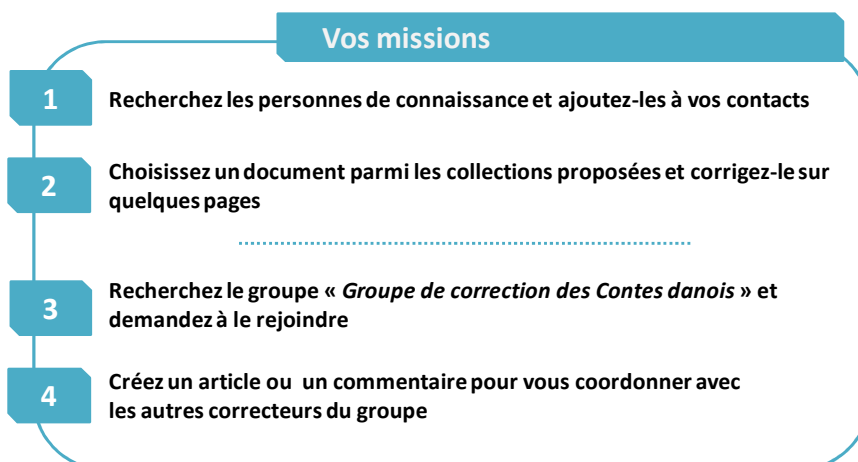 Vos missions
1 Recherchez les personnes de connaissance et ajoutez-les à vos contacts
2 Choisissez un document parmi les collections proposées et corrigez-le sur
quelques pages
3 Recherchez le groupe « Groupe de correction des Contes danois » et
demandez à le rejoindre
4 Créez un article ou un commentaire pour vous coordonner avec
les autres correcteurs du groupe